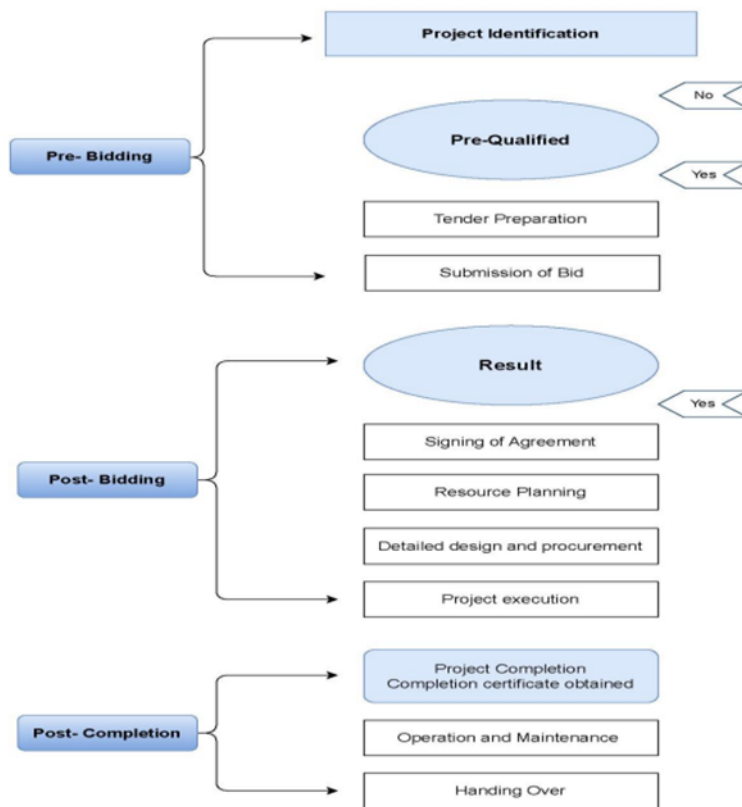 Project Identification
No
Pre-Qualified
Pre- Bidding
Yes
Tender Preparation
Submission of Bid
Result
Yes
Signing of Agreement
Post- Bidding
Resource Planning
Detailed design and procurement
Project execution
Project Completion
Completion certificate obtained
Post- Completion
Operation and Maintenance
Handing Over